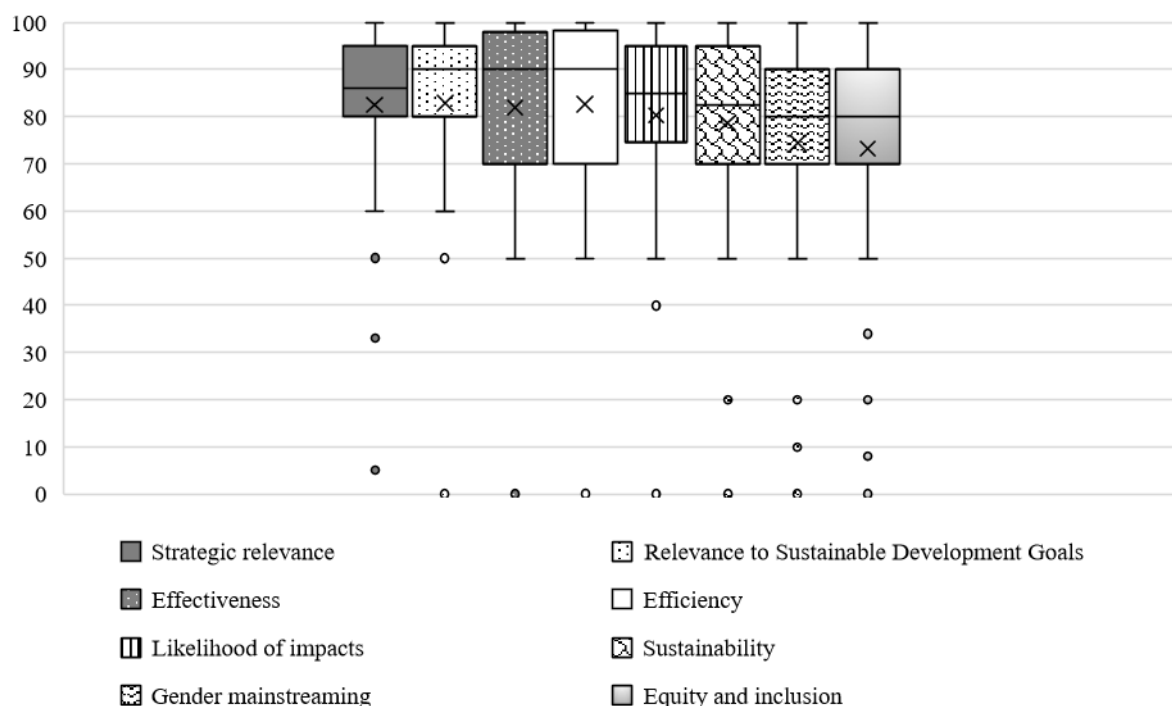 100
90
80
70
60
50
40
30
20
10
0
Strategic relevance
Relevance to Sustainable Development Goals
Effectiveness
Efficiency
Likelihood of impacts
Sustainability
Gender mainstreaming
Equity and inclusion